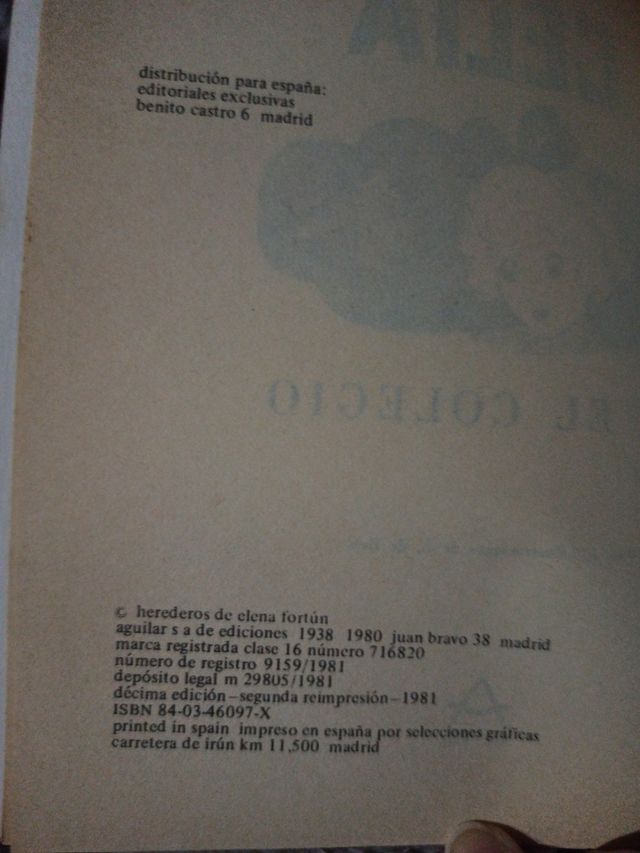 distribución para españa:
editoriales exclusivas
benito castro 6 madrid
EL COLEGIO
© herederos de elena fortún
aguilar s a de ediciones 1938 1980 juan bravo 38 madrid
marca registrada clase 16 número 716820
número de registro 9159/1981
depósito legal m 29805/1981
décima edición–segunda reimpresión–1981
ISBN 84-03-46097-X
printed in spain impreso en españa por selecciones gráficas
carretera de irún km 11,500 madrid